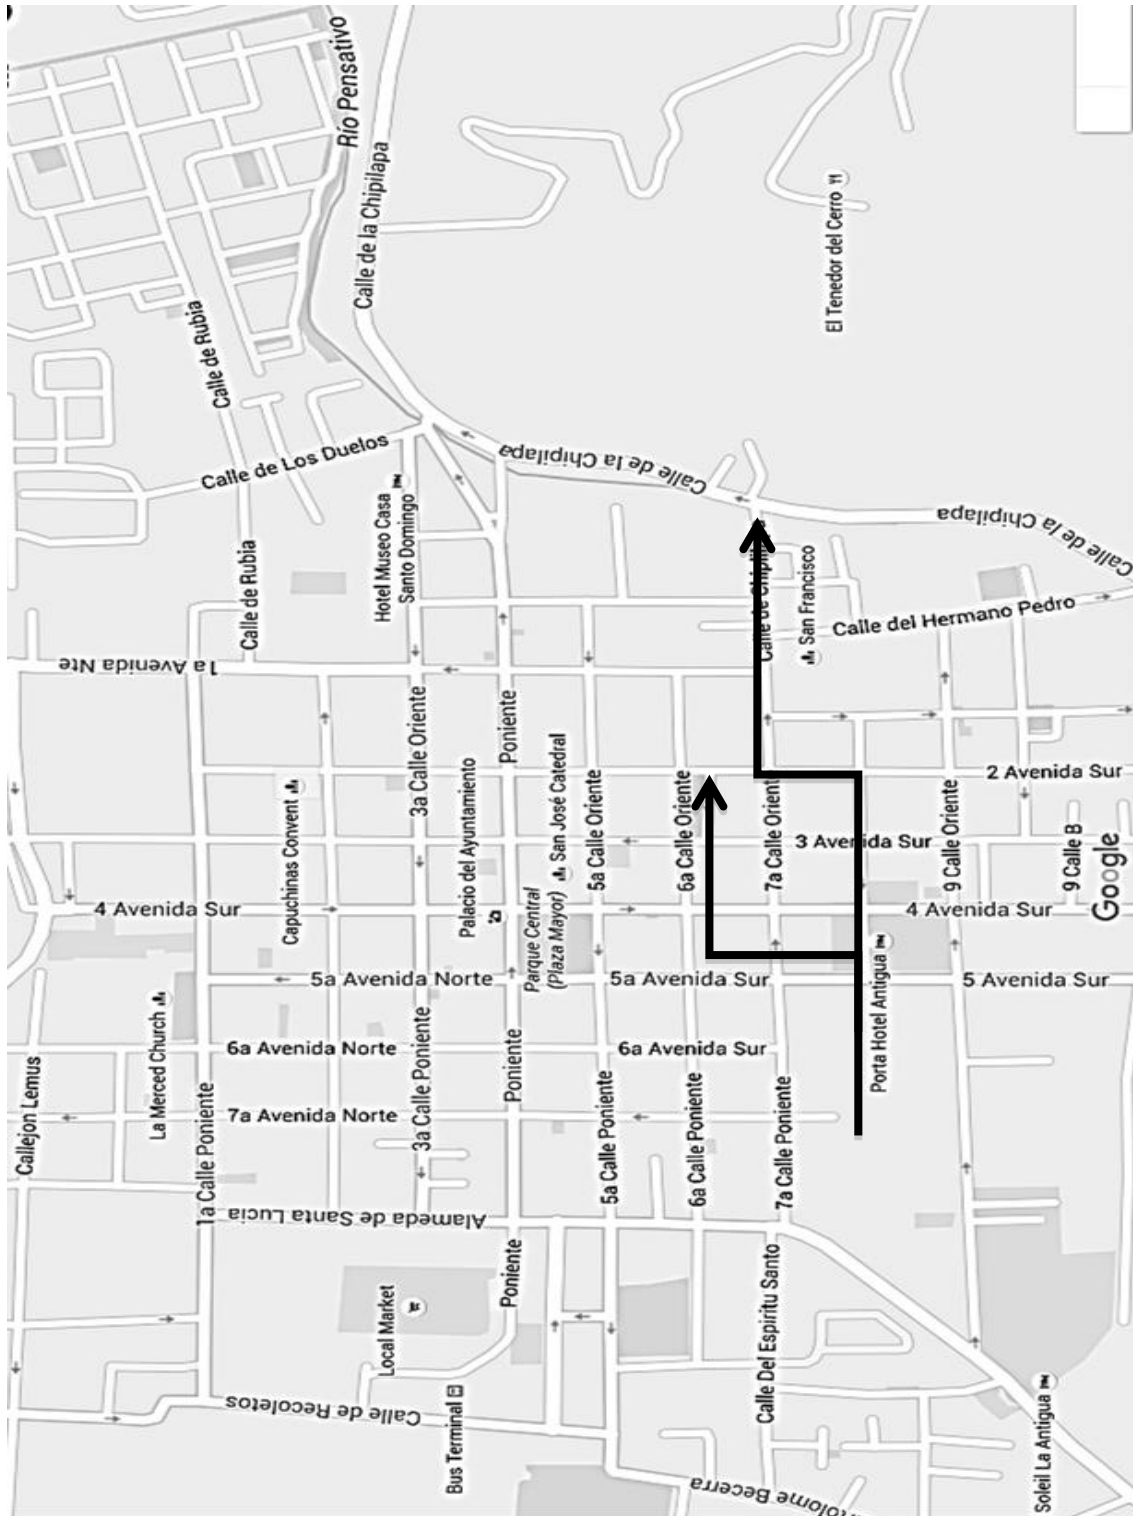 Río Pensativo
Calle de la Chipilapa
El Tenedor del Cerro
Calle de Rubia
Calle de Los Duelos
Calle de la Chipilapa
Hotel Museo Casa
Santo Domingo
Calle de Rubia
Calle de la Chipilapa
Calle de la Chipilapa
San Francisco
Calle del Hermano Pedro
1a Avenida Nte
3a Calle Oriente
Poniente
Palacio del Ayuntamiento
San José Catedral
Capuchinas Convent
5a Calle Oriente
6a Calle Oriente
7a Calle Orient
2 Avenida Sur
3 Avenida Sur
9 Calle Oriente
9 Calle B
Google
4 Avenida Sur
Parque Central
(Plaza Mayor)
4 Avenida Sur
5a Avenida Norte
5a Avenida Sur
5 Avenida Sur
Porta Hotel Antigua
La Merced Church
6a Avenida Norte
3a Calle Poniente
Poniente
6a Avenida Sur
7a Avenida Norte
Callejon Lemus
1a Calle Poniente
5a Calle Poniente
6a Calle Poniente
7a Calle Poniente
Alameda de Santa Lucia
Poniente
Local Market
Calle Del Espiritu Santo
Calle de Recoletos
Bus Terminal
tolome Becerra
Soleil La Antigua